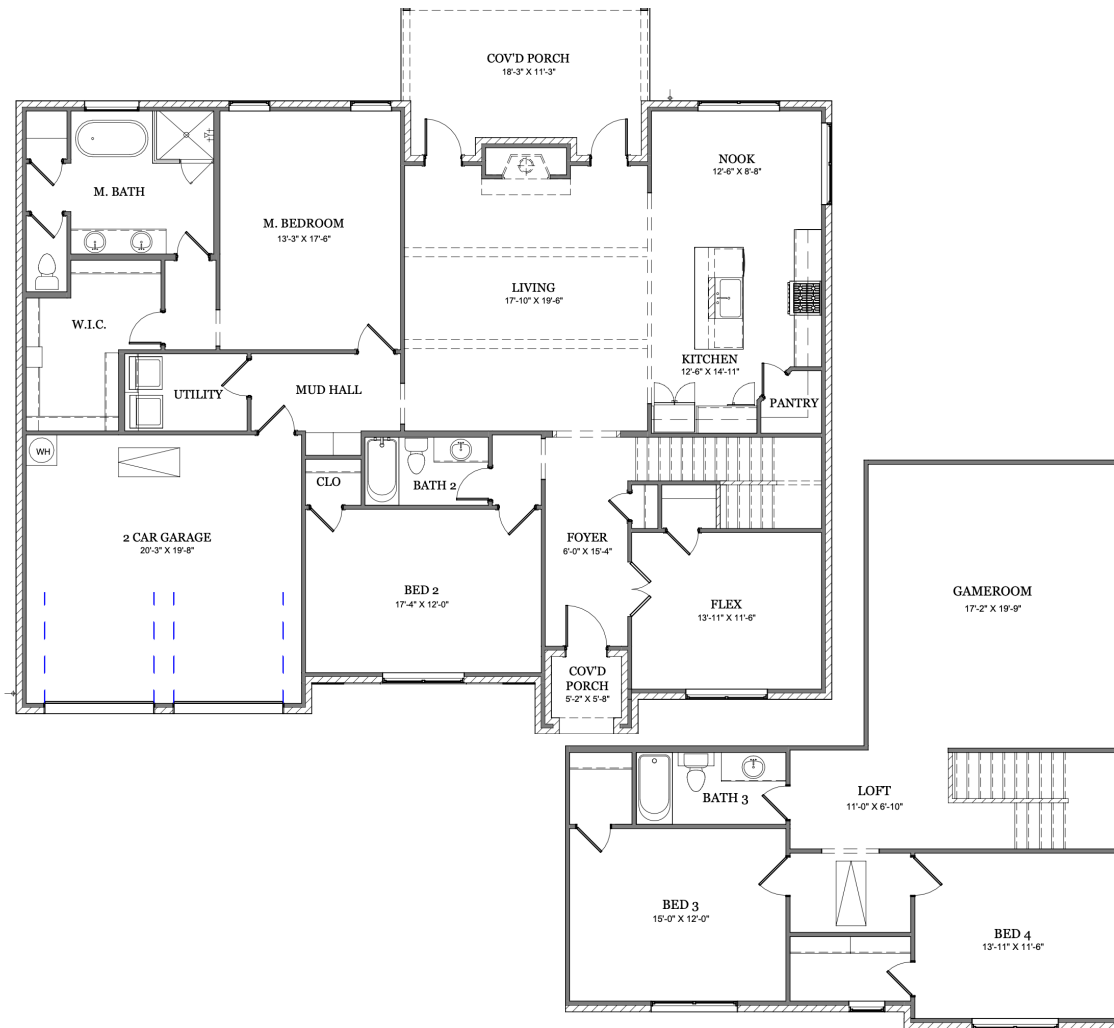 COV'D PORCH
18'-3" X 11'-3"
NOOK
12'-6" X 8'-8"
M. BATH
M. BEDROOM
13'-3" X 17'-6"
LIVING
17'-10" X 19'-6"
W.I.C.
KITCHEN
12'-6" X 14'-11"
UTILITY
MUD HALL
PANTRY
WH
CLO
BATH 2
2 CAR GARAGE
20'-3" X 19'-8"
FOYER
6'-0" X 15'-4"
BED 2
17'-4" X 12'-0"
FLEX
13'-11" X 11'-6"
COV'D
PORCH
5'-2" X 5'-8"
GAMEROOM
17'-2" X 19'-9"
BATH 3
LOFT
11'-0" X 6'-10"
BED 3
15'-0" X 12'-0"
BED 4
13'-11" X 11'-6"